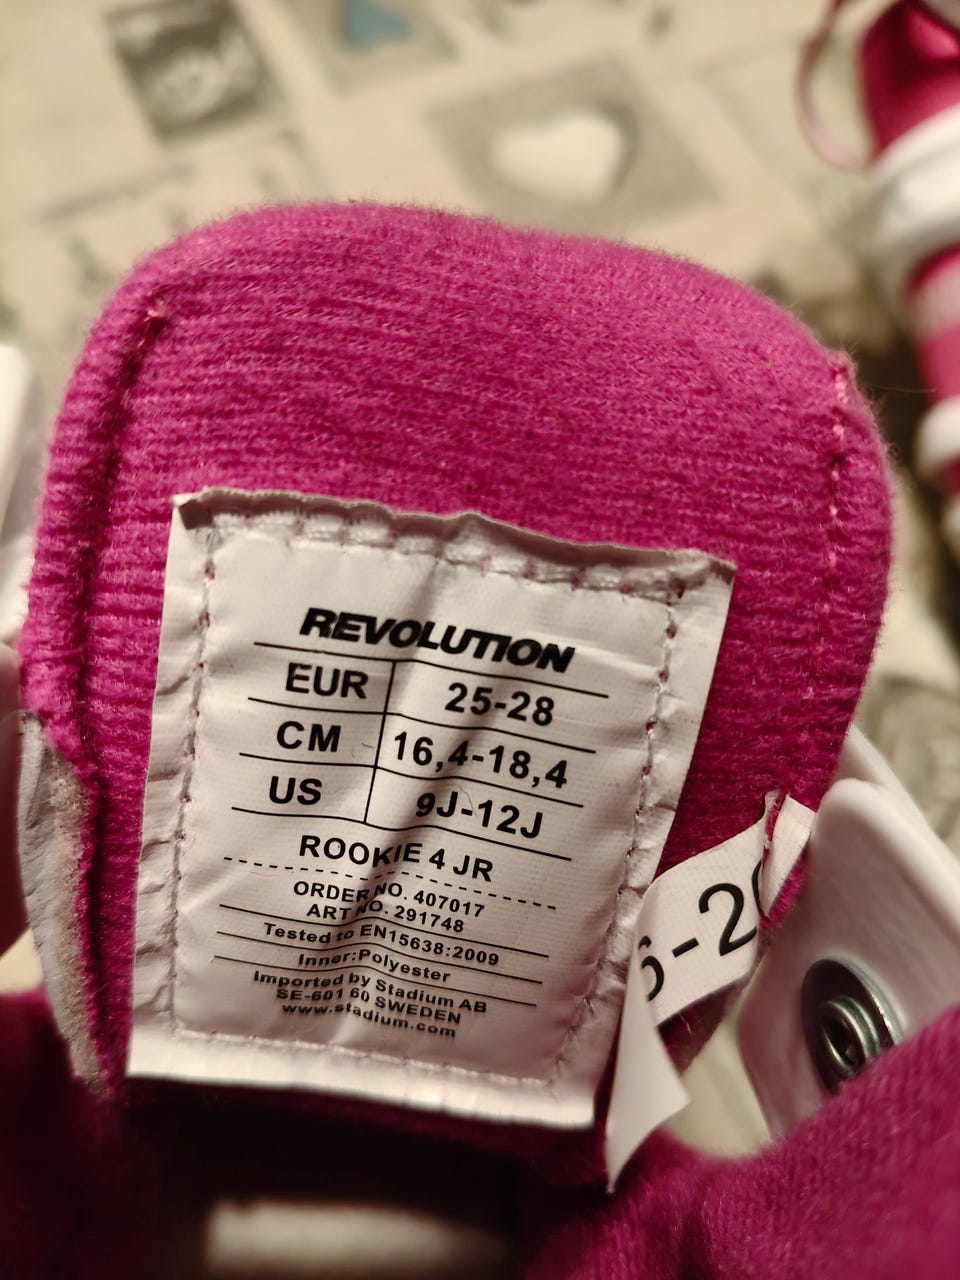 REVOLUTION
EUR 25-28
CM 16,4-18,4
US 9J-12J
ROOKIE 4 JR
ORDER NO. 407017
ART NO. 291748
Tested to EN15638:2009
Inner:Polyester
Imported by Stadium AB
SE-601 60 SWEDEN
www.stadium.com